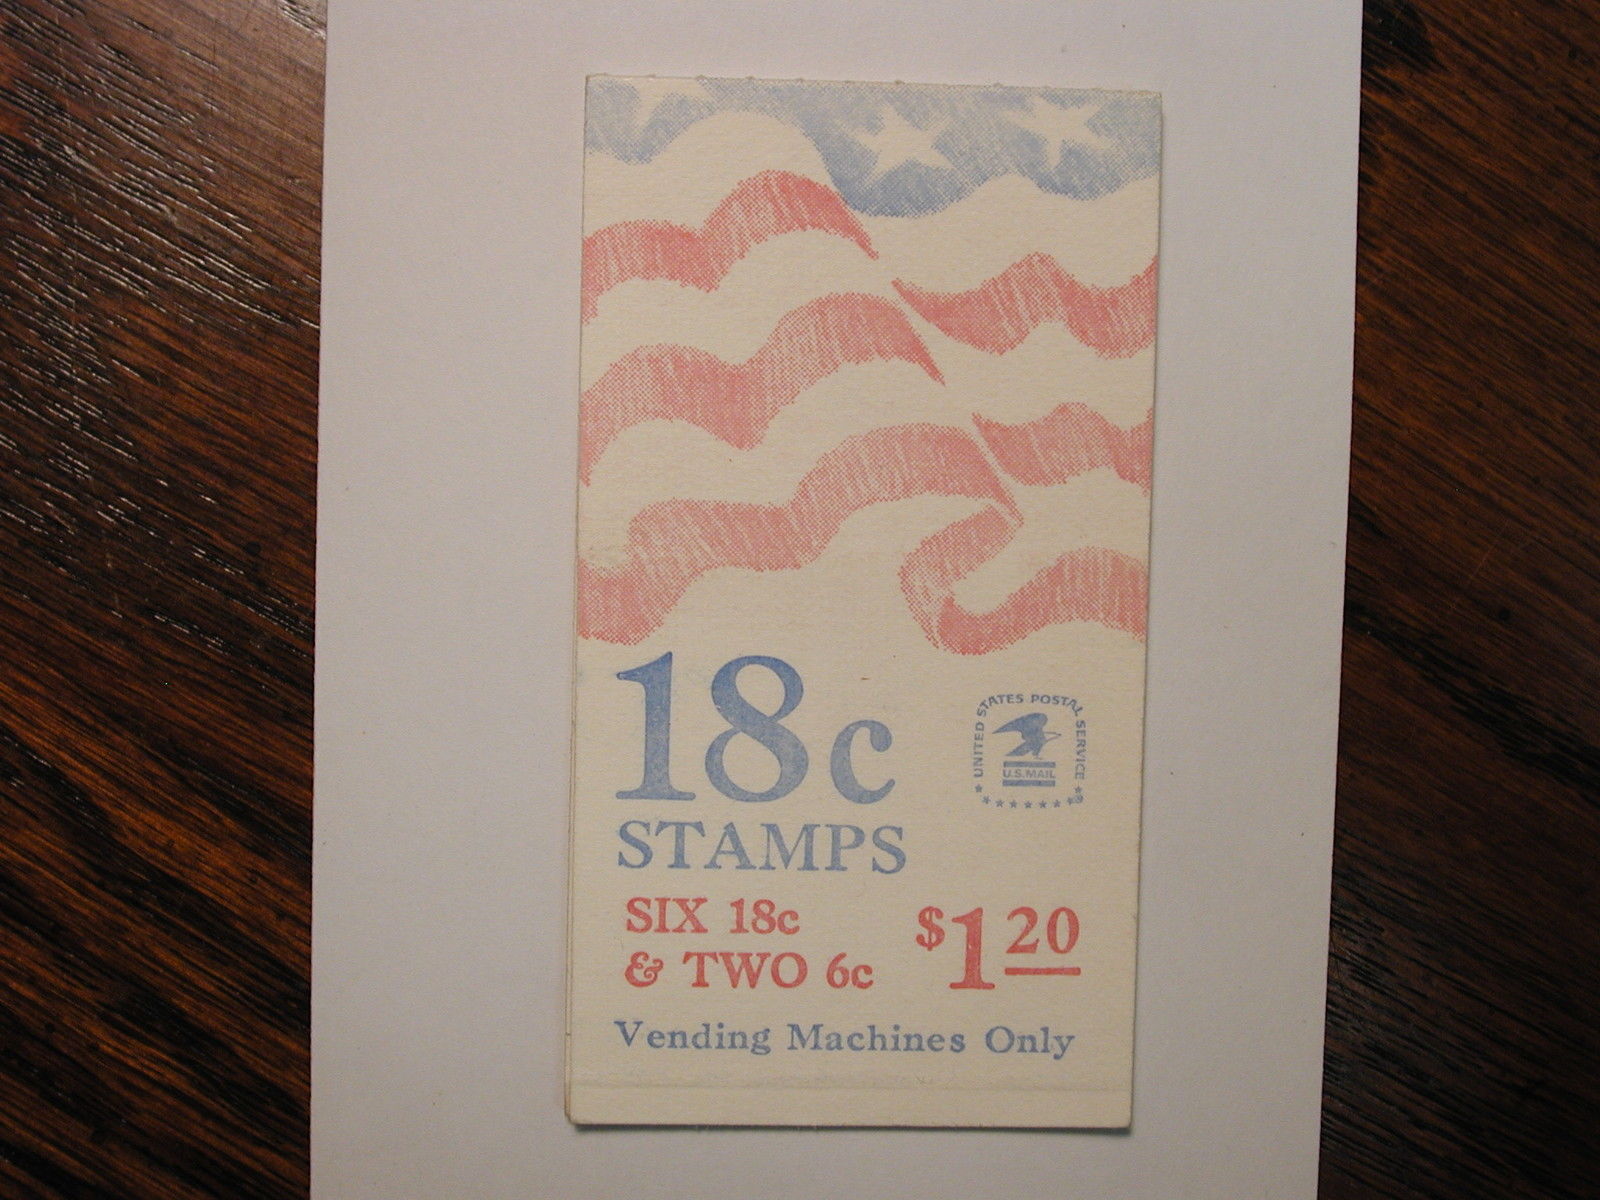 18c
UNITED STATES POSTAL SERVICE
U.S.MAIL
®
STAMPS
SIX 18c
& TWO 6c
$1 20
Vending Machines Only